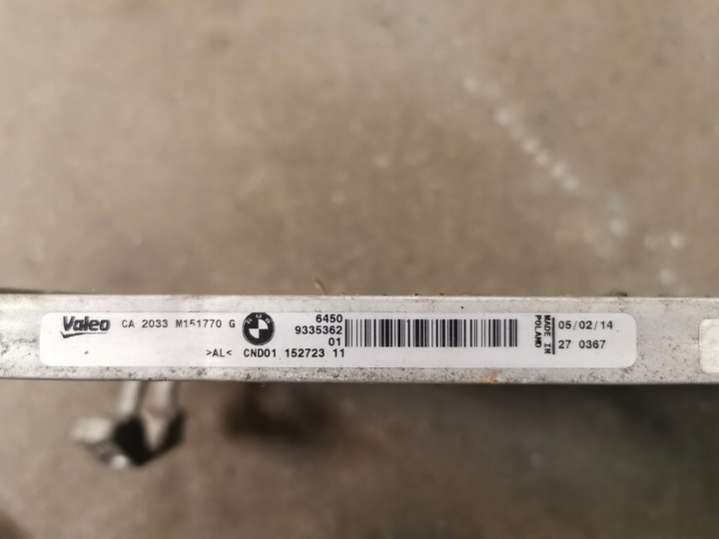 Valeo CA 2033 M151770 G
BMW
6450
9335362
01
>AL< CND01 152723 11
MADE IN
POLAND
05/02/14
27 0367